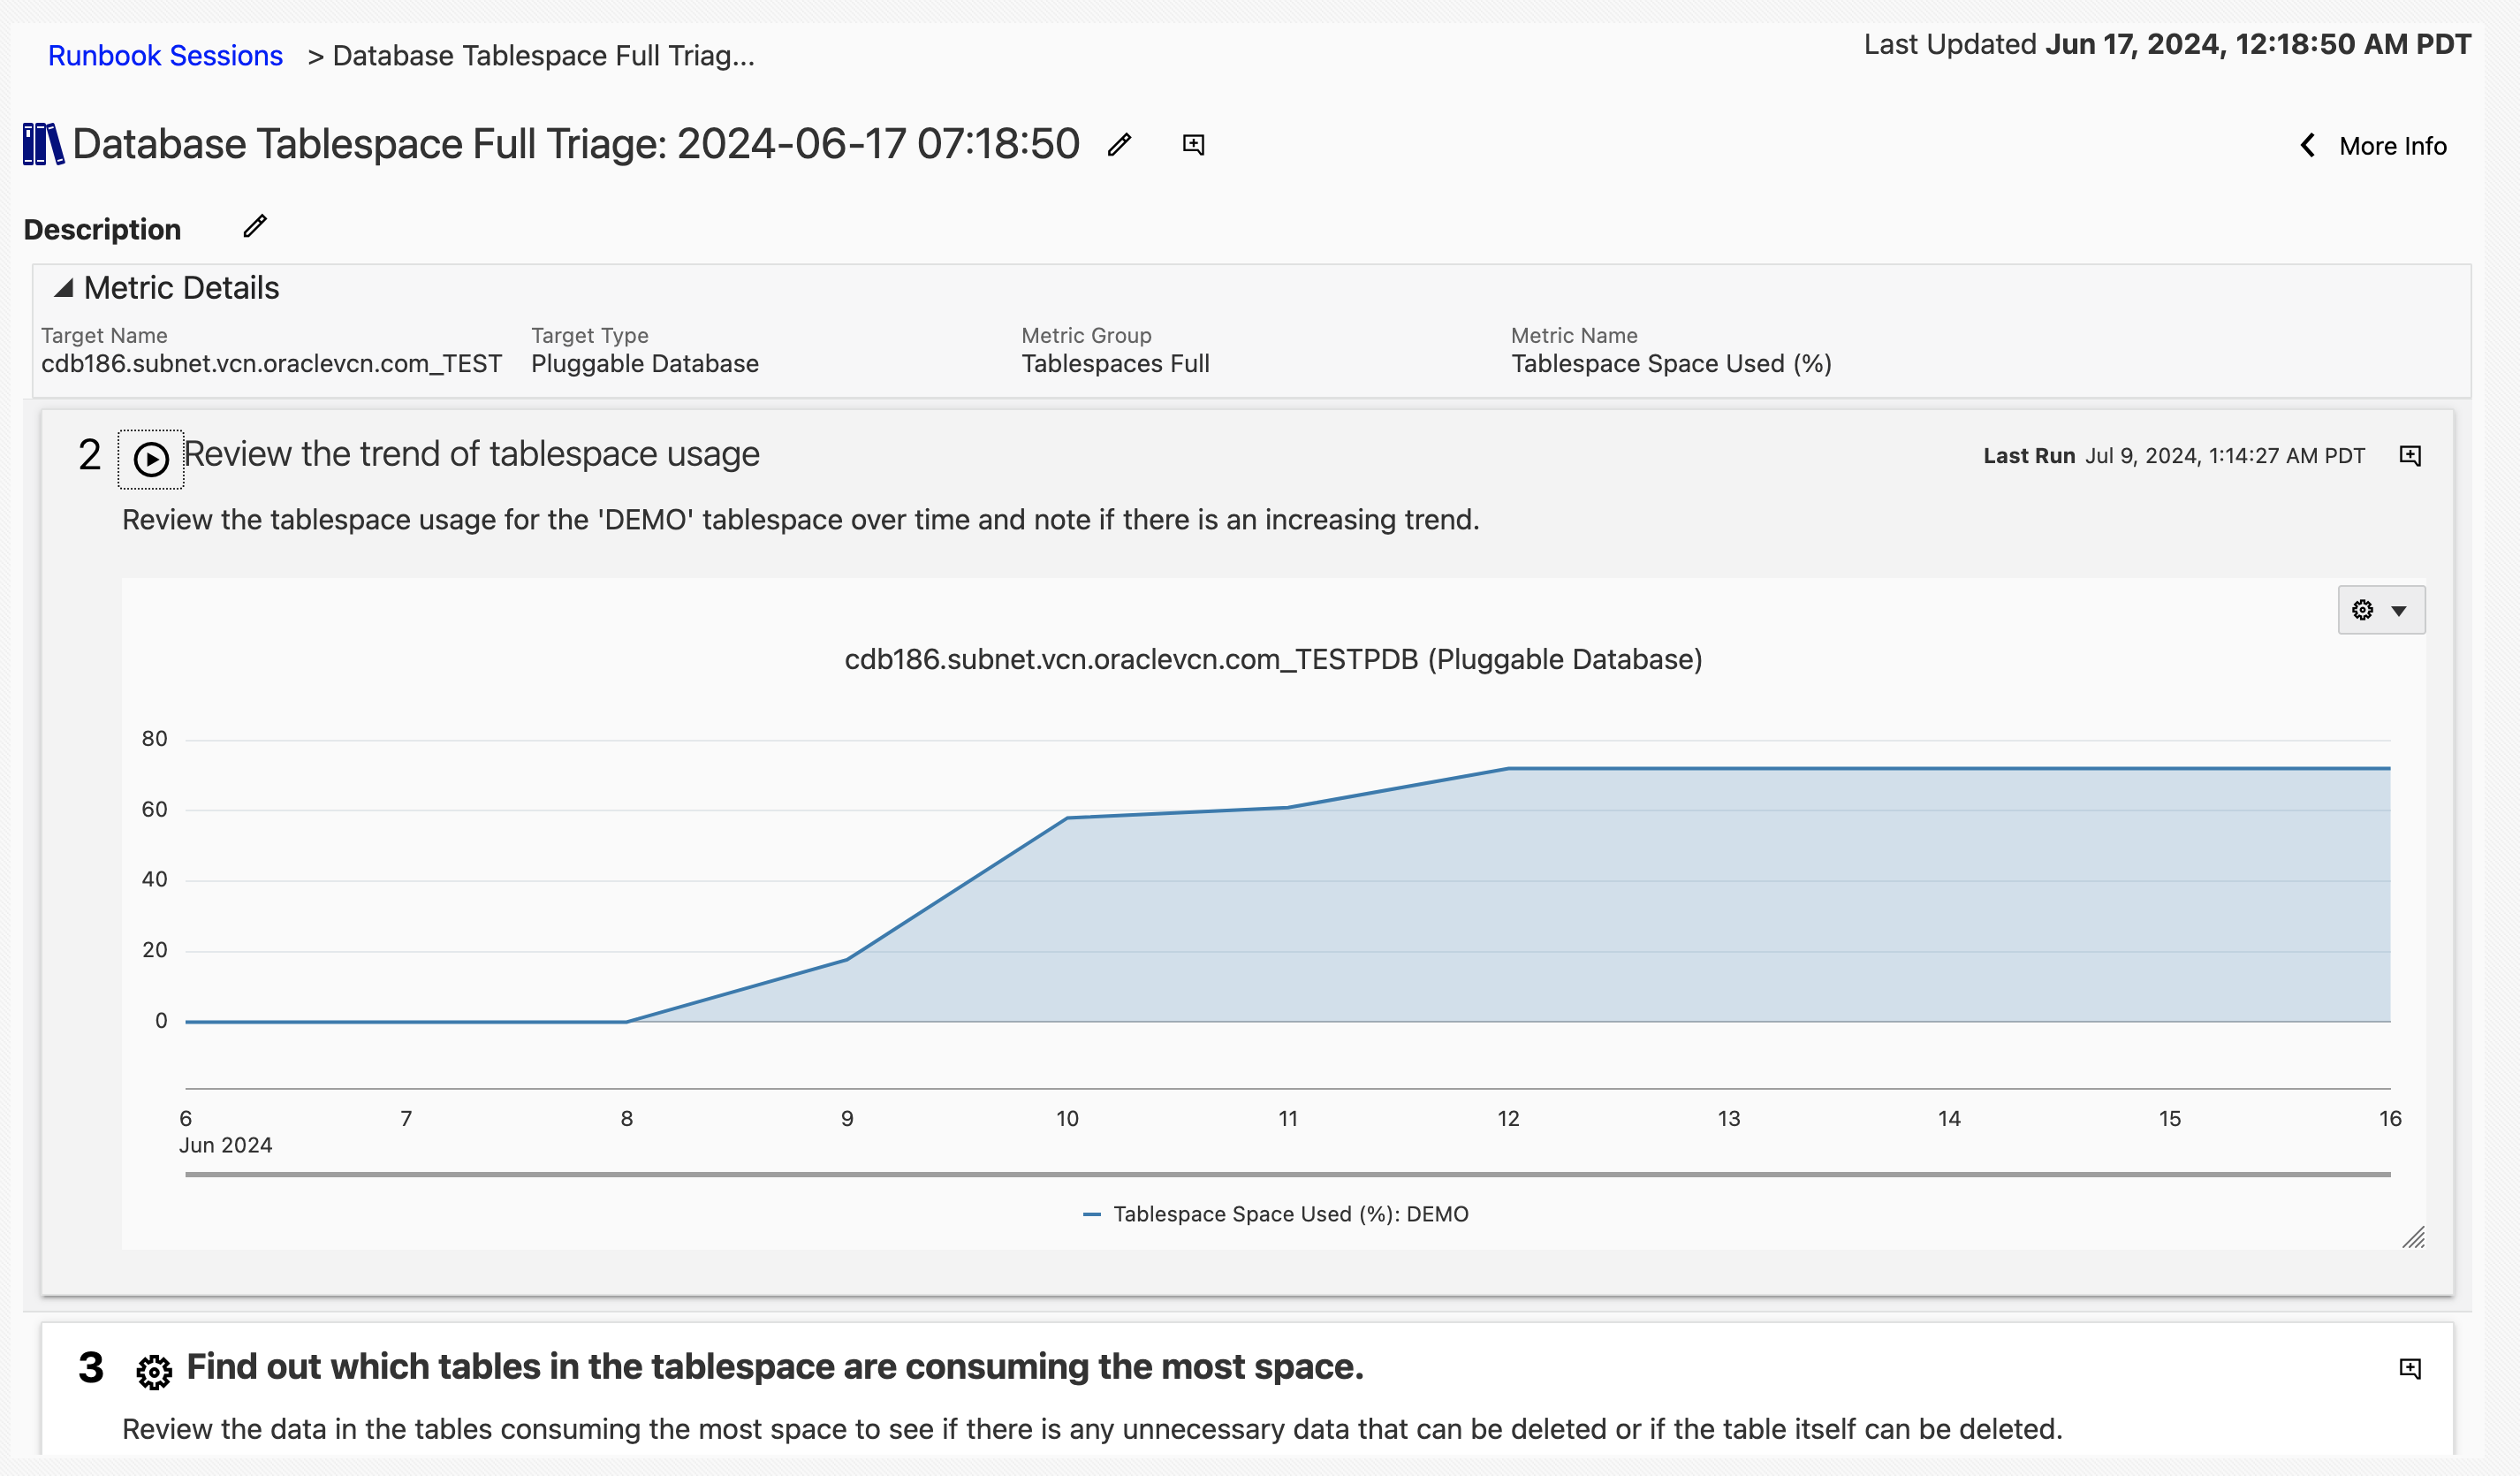 Runbook Sessions > Database Tablespace Full Triag...
Last Updated Jun 17, 2024, 12:18:50 AM PDT
Database Tablespace Full Triage: 2024-06-17 07:18:50
More Info
Description
Metric Details
Target Name Target Type Metric Group Metric Name
cdb186.subnet.vcn.oraclevcn.com_TEST Pluggable Database Tablespaces Full Tablespace Space Used (%)
2 Review the trend of tablespace usage
Last Run Jul 9, 2024, 1:14:27 AM PDT
Review the tablespace usage for the 'DEMO' tablespace over time and note if there is an increasing trend.
cdb186.subnet.vcn.oraclevcn.com_TESTPDB (Pluggable Database)
80
60
40
20
0
6 7 8 9 10 11 12 13 14 15 16
Jun 2024
Tablespace Space Used (%): DEMO
3 Find out which tables in the tablespace are consuming the most space.
Review the data in the tables consuming the most space to see if there is any unnecessary data that can be deleted or if the table itself can be deleted.